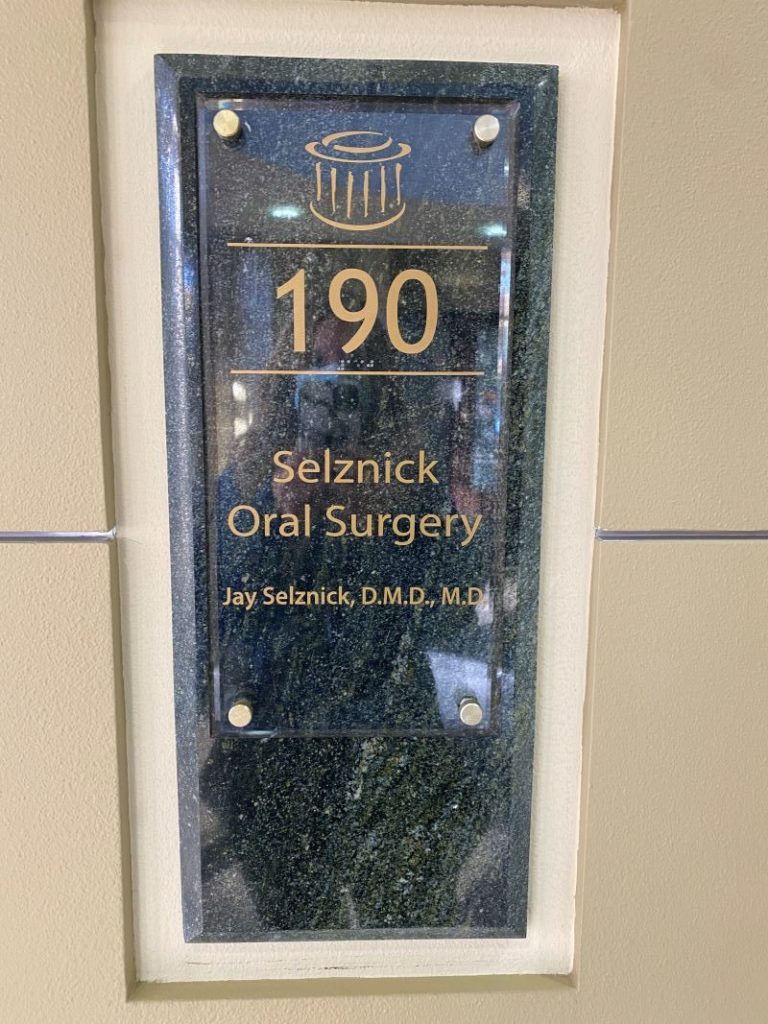 190
Selznick
Oral Surgery
Jay Selznick, D.M.D., M.D.